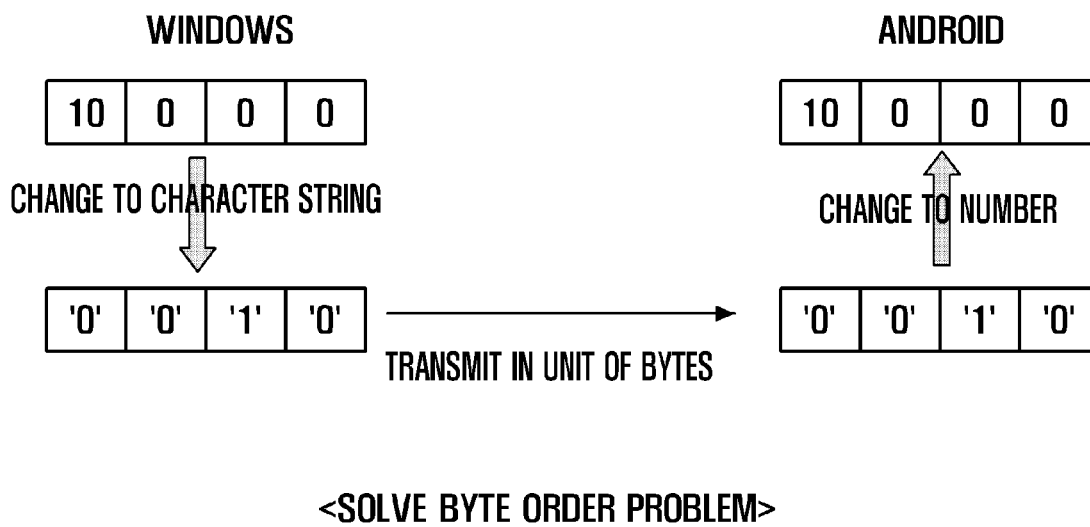 WINDOWS ANDROID
10 0 0 0 10 0 0 0
CHANGE TO CHARACTER STRING CHANGE TO NUMBER
'0' '0' '1' '0' '0' '0' '1' '0'
TRANSMIT IN UNIT OF BYTES
<SOLVE BYTE ORDER PROBLEM>